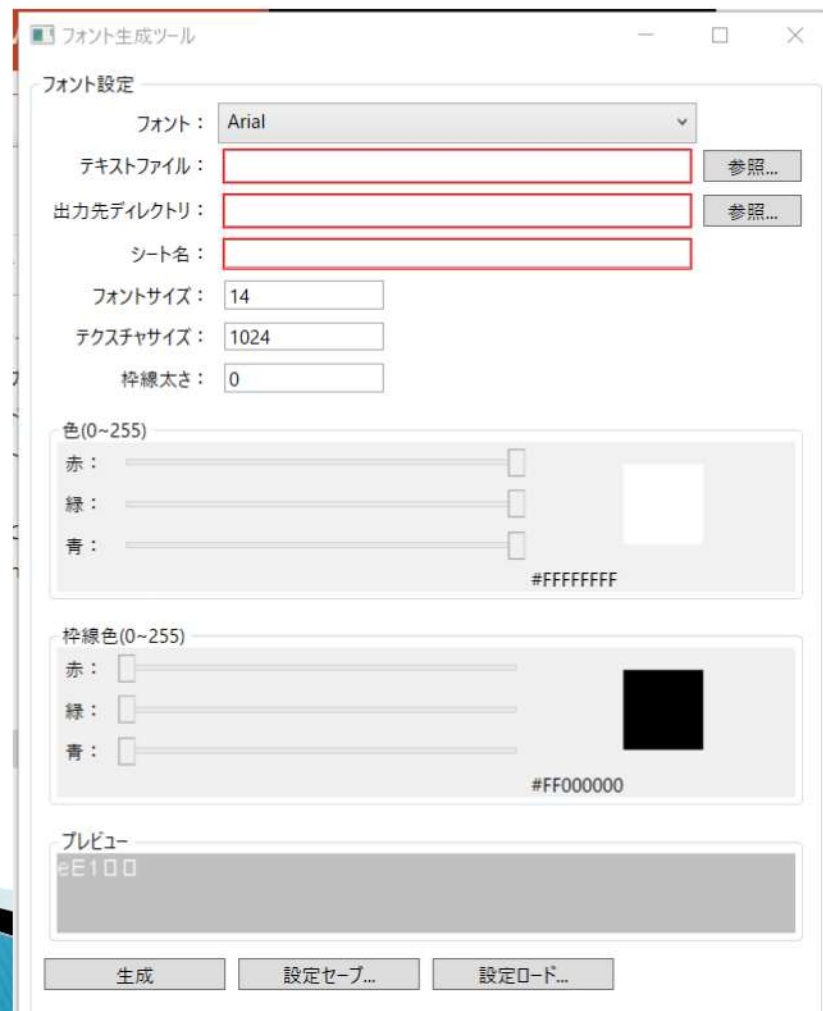 フォント生成ツール
フォント設定
フォント： Arial
テキストファイル： 参照...
出力先ディレクトリ： 参照...
シート名：
フォントサイズ： 14
テクスチャサイズ： 1024
枠線太さ： 0
色(0~255)
赤：
緑：
青：
#FFFFFFFF
枠線色(0~255)
赤：
緑：
青：
#FF000000
プレビュー
eE1□□
生成 設定セーブ... 設定ロード...